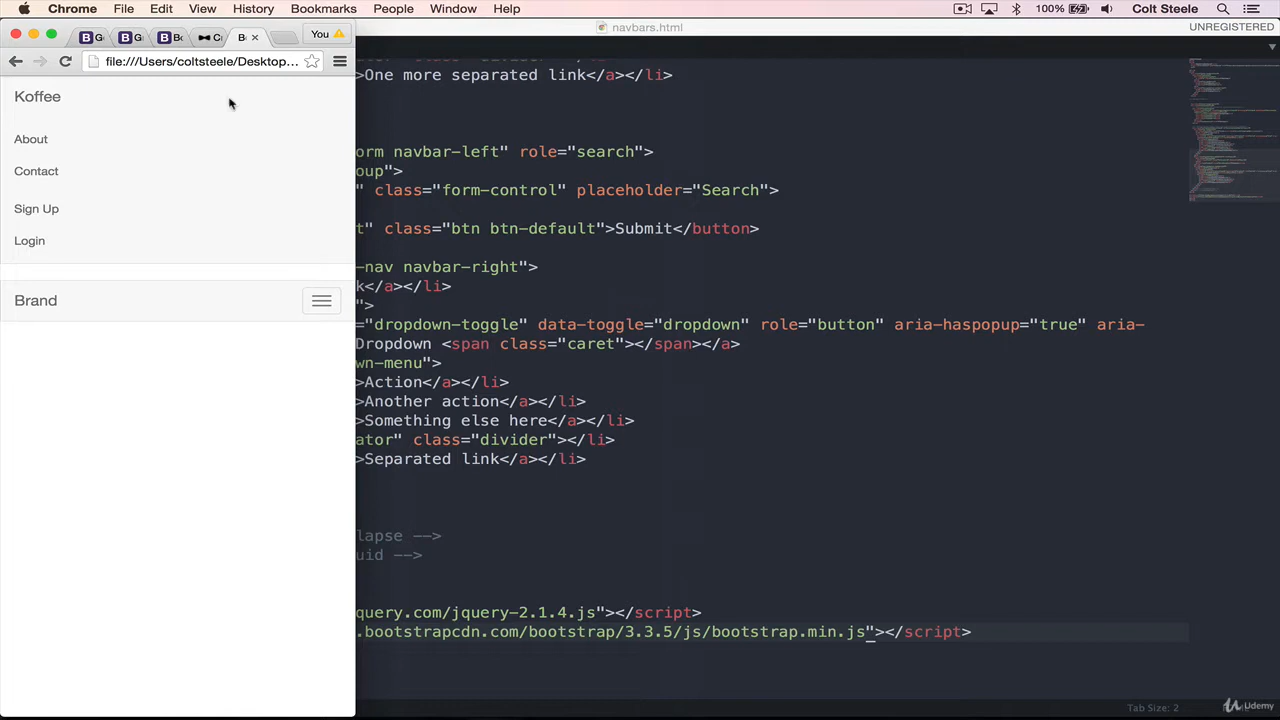 Chrome File Edit View History Bookmarks People Window Help 100% Colt Steele
navbars.html UNREGISTERED
You
file:///Users/coltsteele/Desktop...
Koffee
About
Contact
Sign Up
Login
Brand
>One more separated link</a></li>
orm navbar-left" role="search">
oup">
" class="form-control" placeholder="Search">
t" class="btn btn-default">Submit</button>
-nav navbar-right">
k</a></li>
">
="dropdown-toggle" data-toggle="dropdown" role="button" aria-haspopup="true" aria-
Dropdown <span class="caret"></span></a>
wn-menu">
>Action</a></li>
>Another action</a></li>
>Something else here</a></li>
ator" class="divider"></li>
>Separated link</a></li>
lapse -->
uid -->
query.com/jquery-2.1.4.js"></script>
.bootstrapcdn.com/bootstrap/3.3.5/js/bootstrap.min.js"></script>
Tab Size: 2
Udemy